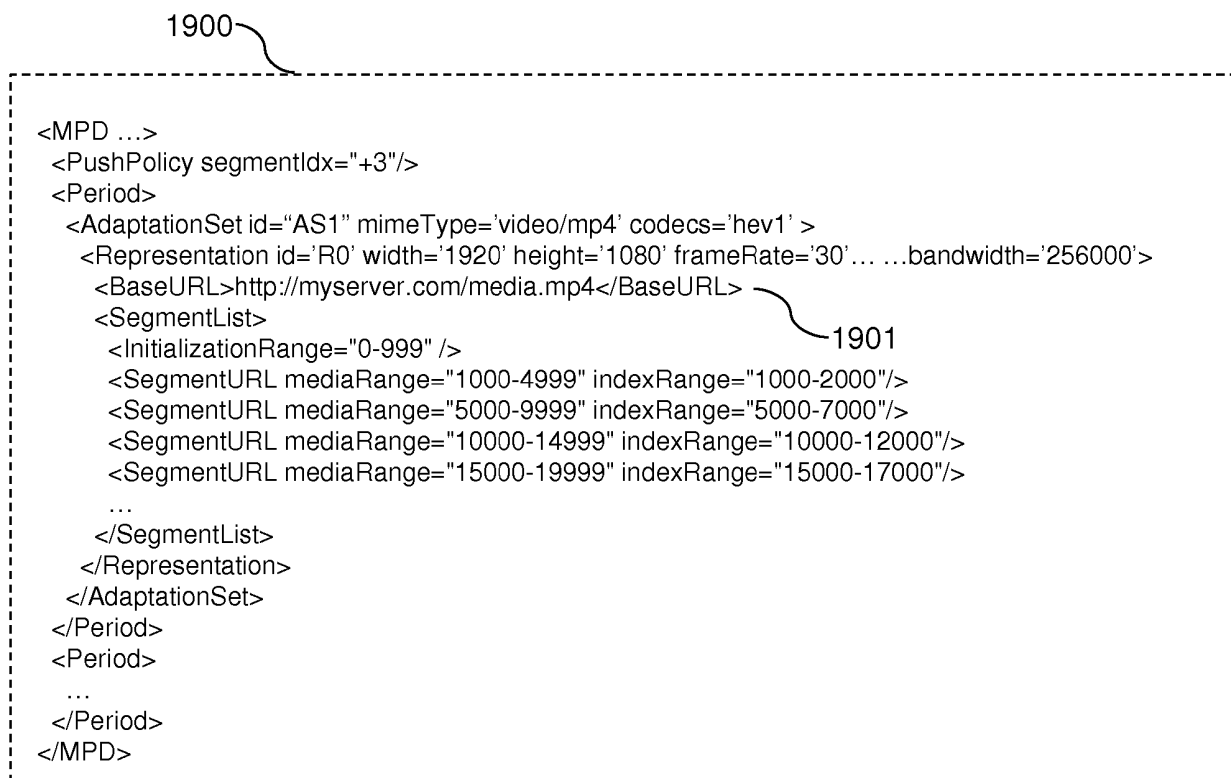 1900
<MPD …>
<PushPolicy segmentIdx="+3"/>
<Period>
<AdaptationSet id=“AS1” mimeType=’video/mp4’ codecs=’hev1’ >
<Representation id=’R0’ width=’1920’ height=’1080’ frameRate=’30’… …bandwidth=’256000’>
<BaseURL>http://myserver.com/media.mp4</BaseURL>
1901
<SegmentList>
<InitializationRange="0-999" />
<SegmentURL mediaRange="1000-4999" indexRange="1000-2000"/>
<SegmentURL mediaRange="5000-9999" indexRange="5000-7000"/>
<SegmentURL mediaRange="10000-14999" indexRange="10000-12000"/>
<SegmentURL mediaRange="15000-19999" indexRange="15000-17000"/>
…
</SegmentList>
</Representation>
</AdaptationSet>
</Period>
<Period>
…
</Period>
</MPD>